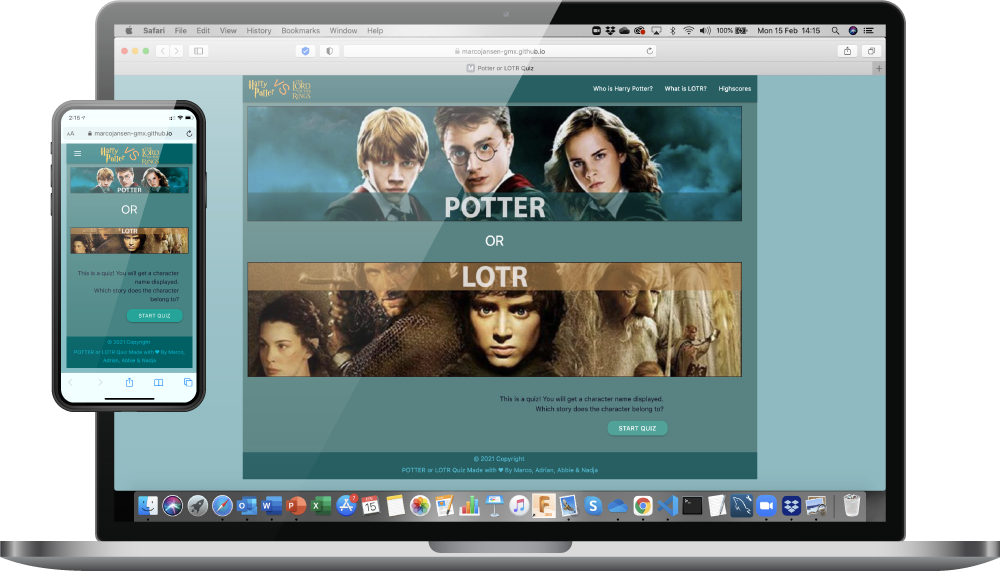 Safari File Edit View History Bookmarks Window Help 100% Mon 15 Feb 14:15
marcojansen-gmx.github.io
Potter or LOTR Quiz
Harry Potter VS THE LORD OF THE RINGS
Who is Harry Potter? What is LOTR? Highscores
POTTER
OR
LOTR
This is a quiz! You will get a character name displayed.
Which story does the character belong to?
START QUIZ
© 2021 Copyright
POTTER or LOTR Quiz Made with ❤ By Marco, Adrian, Abbie & Nadja
2:15
AA marcojansen-gmx.github.io
Harry Potter VS THE LORD OF THE RINGS
POTTER
OR
LOTR
This is a quiz! You will get a character
name displayed.
Which story does the character
belong to?
START QUIZ
© 2021 Copyright
POTTER or LOTR Quiz Made with ❤ By Marco,
Adrian, Abbie & Nadja
7
15